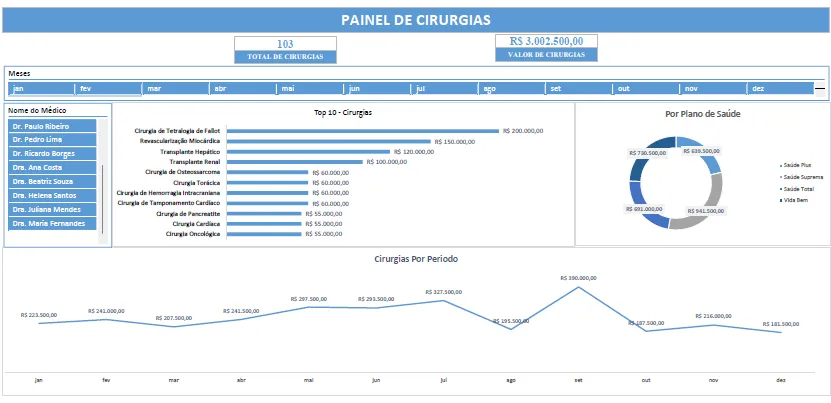 PAINEL DE CIRURGIAS
103
TOTAL DE CIRURGIAS
R$ 3.002.500,00
VALOR DE CIRURGIAS
Meses
jan fev mar abr mai jun jul ago set out nov dez
Nome do Médico
Dr. Paulo Ribeiro
Dr. Pedro Lima
Dr. Ricardo Borges
Dra. Ana Costa
Dra. Beatriz Souza
Dra. Helena Santos
Dra. Juliana Mendes
Dra. Maria Fernandes
Top 10 - Cirurgias
Cirurgia de Tetralogia de Fallot R$ 200.000,00
Revascularização Miocárdica R$ 150.000,00
Transplante Hepático R$ 120.000,00
Transplante Renal R$ 100.000,00
Cirurgia de Osteossarcoma R$ 60.000,00
Cirurgia Torácica R$ 60.000,00
Cirurgia de Hemorragia Intracraniana R$ 60.000,00
Cirurgia de Tamponamento Cardíaco R$ 60.000,00
Cirurgia de Pancreatite R$ 55.000,00
Cirurgia Cardíaca R$ 55.000,00
Cirurgia Oncológica R$ 55.000,00
Por Plano de Saúde
R$ 730.500,00 R$ 639.500,00
R$ 691.000,00 R$ 941.500,00
Saúde Plus
Saúde Suprema
Saúde Total
Vida Bem
Cirurgias Por Periodo
R$ 223.500,00 R$ 241.000,00 R$ 207.500,00 R$ 241.500,00 R$ 297.500,00 R$ 293.500,00 R$ 327.500,00 R$ 195.500,00 R$ 390.000,00 R$ 187.500,00 R$ 216.000,00 R$ 181.500,00
jan fev mar abr mai jun jul ago set out nov dez